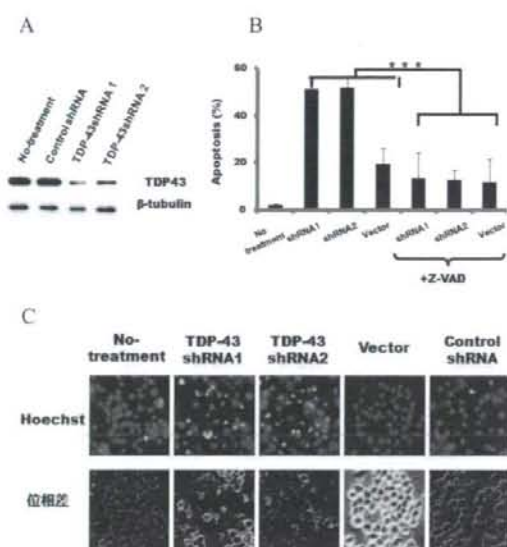 A
No-treatment
Control shRNA
TDP-43shRNA 1
TDP-43shRNA 2
TDP43
β-tubulin
B
Apoptosis (%)
60
40
20
0
***
No treatment
shRNA1
shRNA2
Vector
shRNA1
shRNA2
Vector
+Z-VAD
C
No-treatment
TDP-43 shRNA1
TDP-43 shRNA2
Vector
Control shRNA
Hoechst
位相差